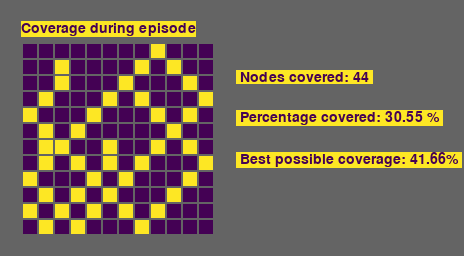 Coverage during episode
Nodes covered: 44
Percentage covered: 30.55 %
Best possible coverage: 41.66%